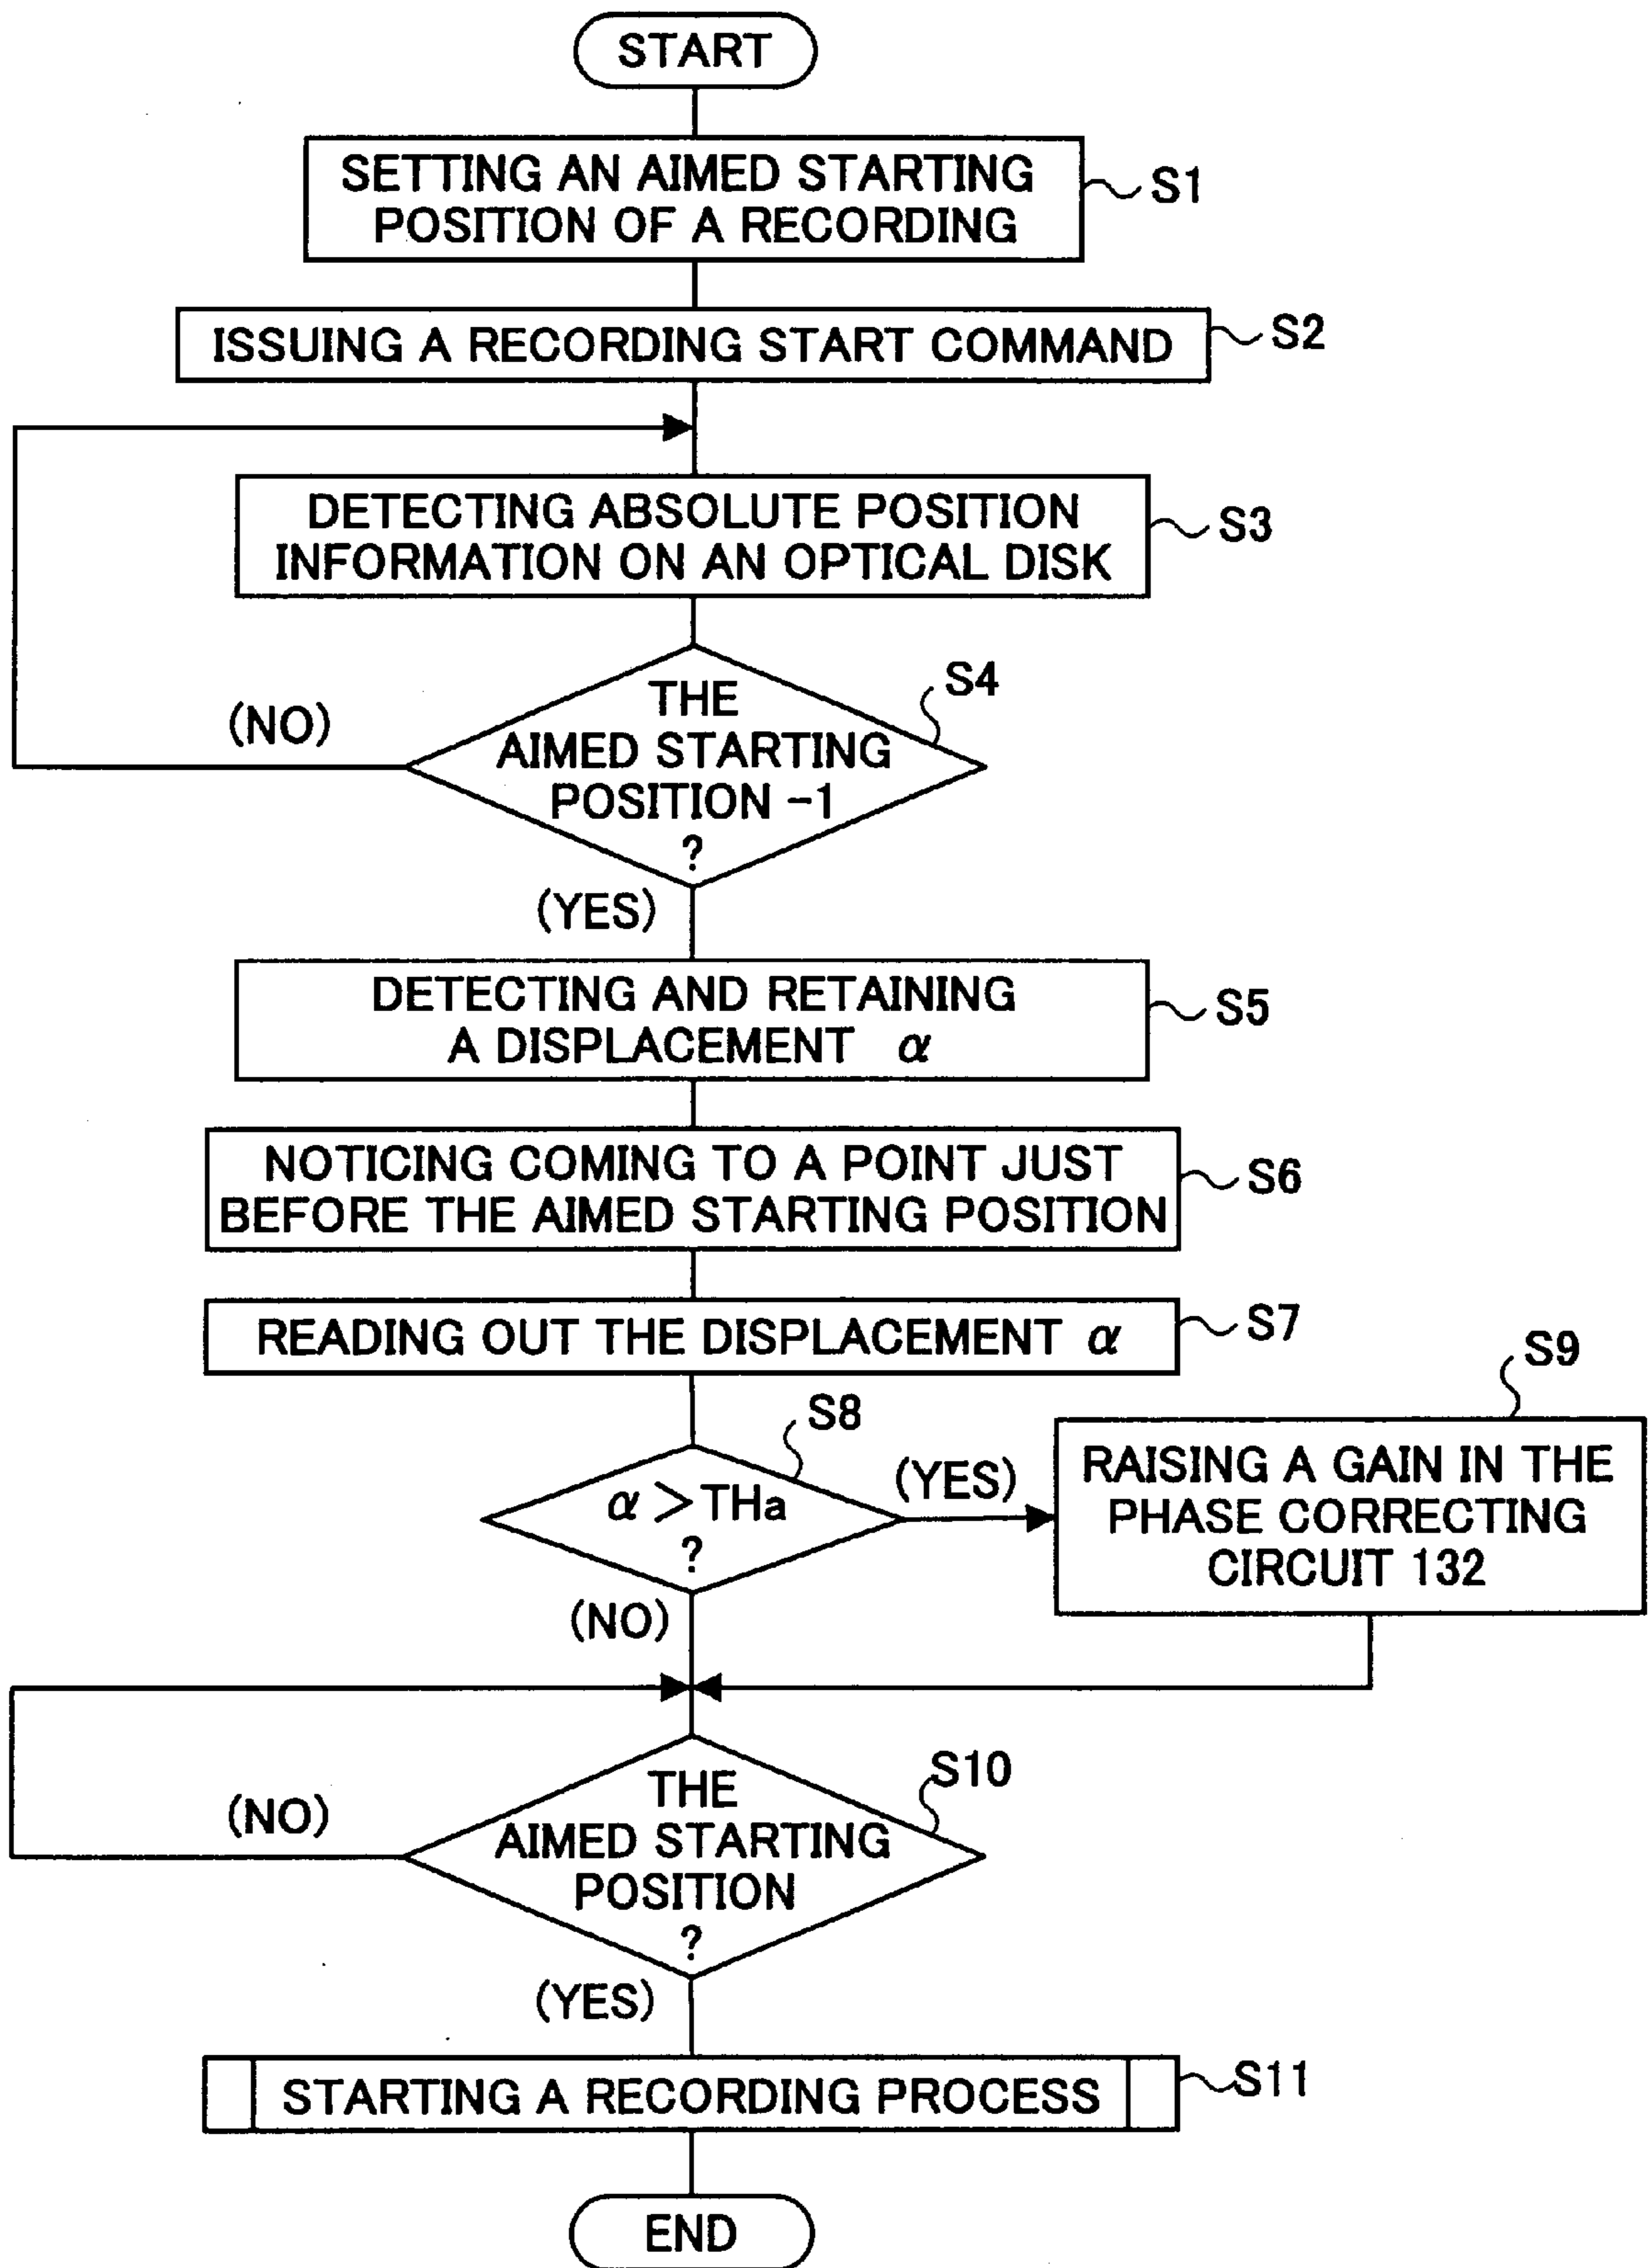 START
SETTING AN AIMED STARTING
POSITION OF A RECORDING
S1
ISSUING A RECORDING START COMMAND
S2
DETECTING ABSOLUTE POSITION
INFORMATION ON AN OPTICAL DISK
S3
THE
AIMED STARTING
POSITION -1
?
S4
(NO)
(YES)
DETECTING AND RETAINING
A DISPLACEMENT α
S5
NOTICING COMING TO A POINT JUST
BEFORE THE AIMED STARTING POSITION
S6
READING OUT THE DISPLACEMENT α
S7
α > THa
?
S8
(YES)
RAISING A GAIN IN THE
PHASE CORRECTING
CIRCUIT 132
S9
(NO)
THE
AIMED STARTING
POSITION
?
S10
(NO)
(YES)
STARTING A RECORDING PROCESS
S11
END